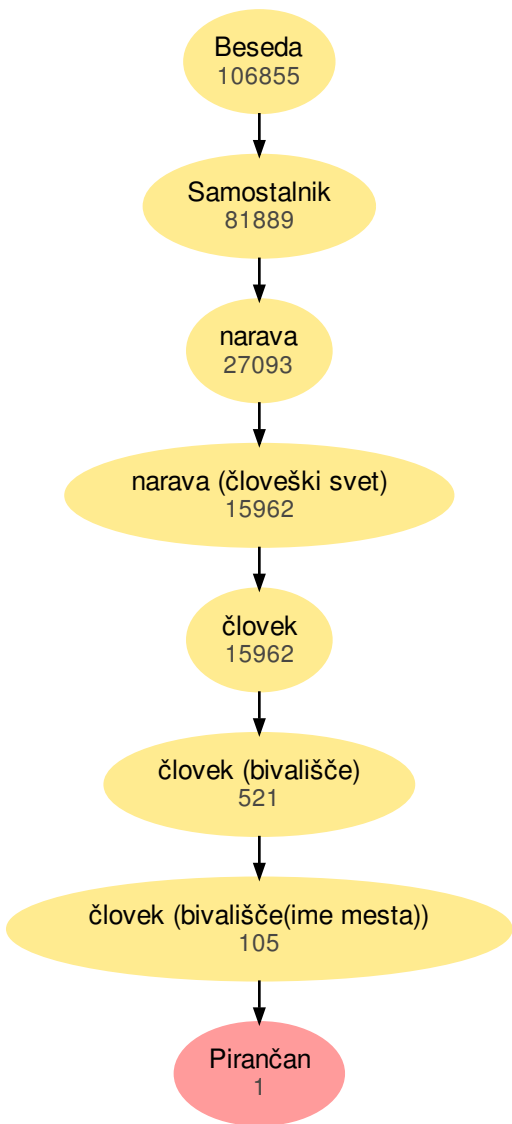 Beseda
106855
Samostalnik
81889
narava
27093
narava (človeški svet)
15962
človek
15962
človek (bivališče)
521
človek (bivališče(ime mesta))
105
Pirančan
1